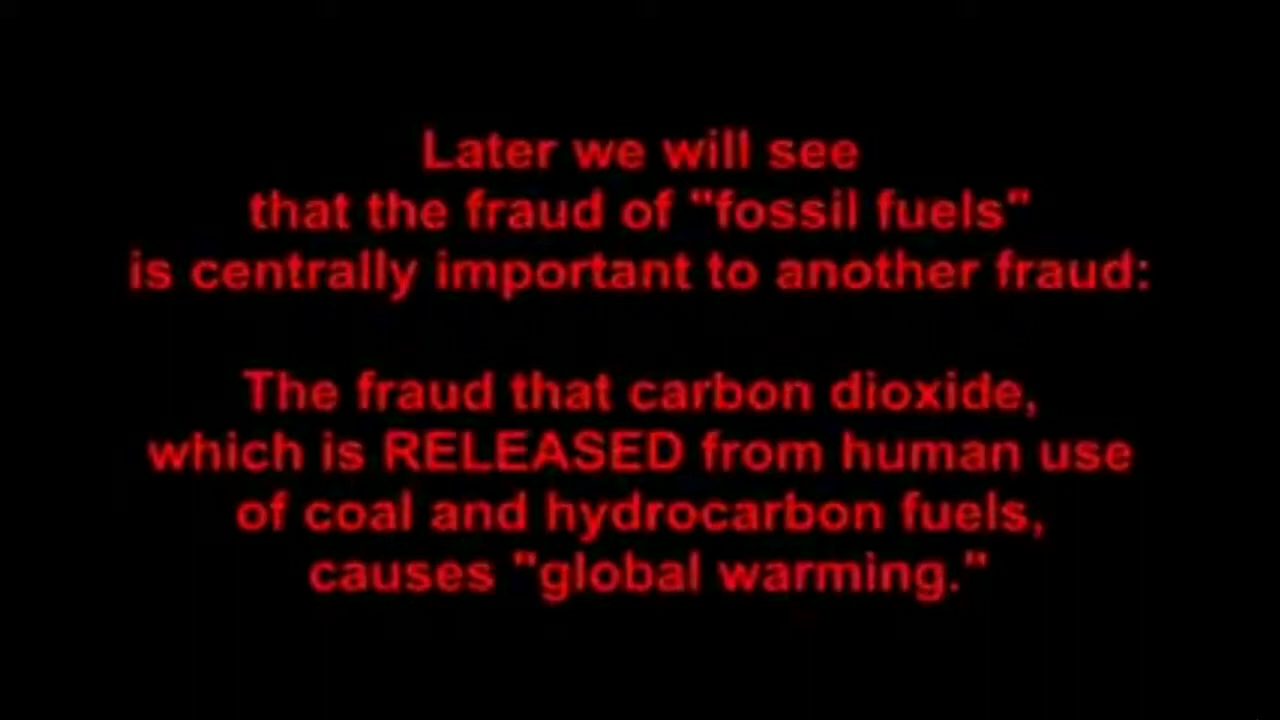 Later we will see
that the fraud of "fossil fuels"
is centrally important to another fraud:
The fraud that carbon dioxide,
which is RELEASED from human use
of coal and hydrocarbon fuels,
causes "global warming."